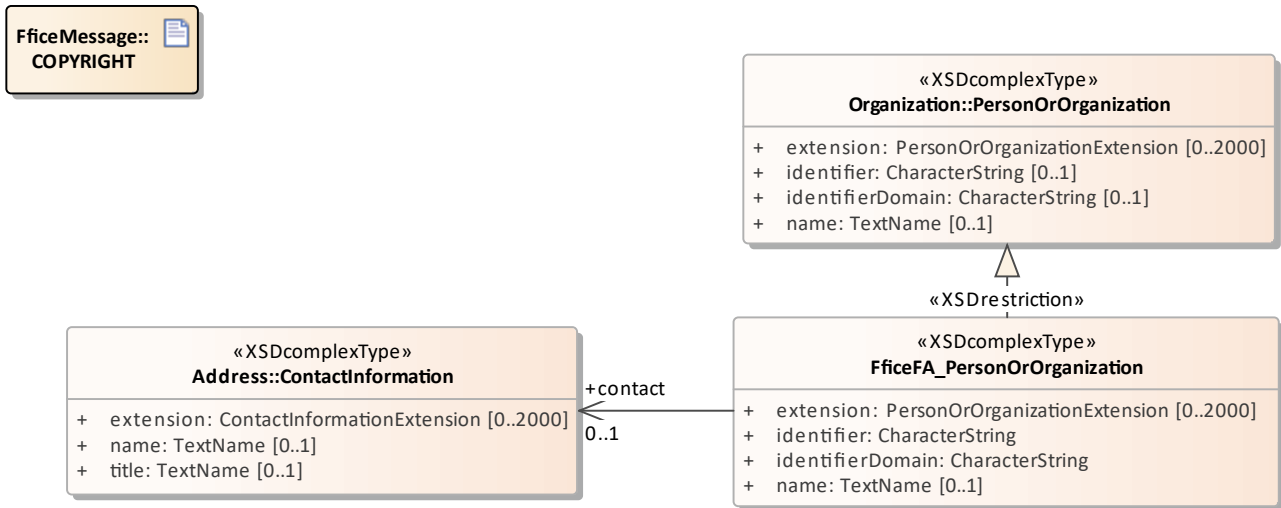 FficeMessage::
COPYRIGHT
«XSDcomplexType»
Organization::PersonOrOrganization
+ extension: PersonOrOrganizationExtension [0..2000]
+ identifier: CharacterString [0..1]
+ identifierDomain: CharacterString [0..1]
+ name: TextName [0..1]
«XSDrestriction»
«XSDcomplexType»
Address::ContactInformation
+ extension: ContactInformationExtension [0..2000]
+ name: TextName [0..1]
+ title: TextName [0..1]
+contact
0..1
«XSDcomplexType»
FficeFA_PersonOrOrganization
+ extension: PersonOrOrganizationExtension [0..2000]
+ identifier: CharacterString
+ identifierDomain: CharacterString
+ name: TextName [0..1]